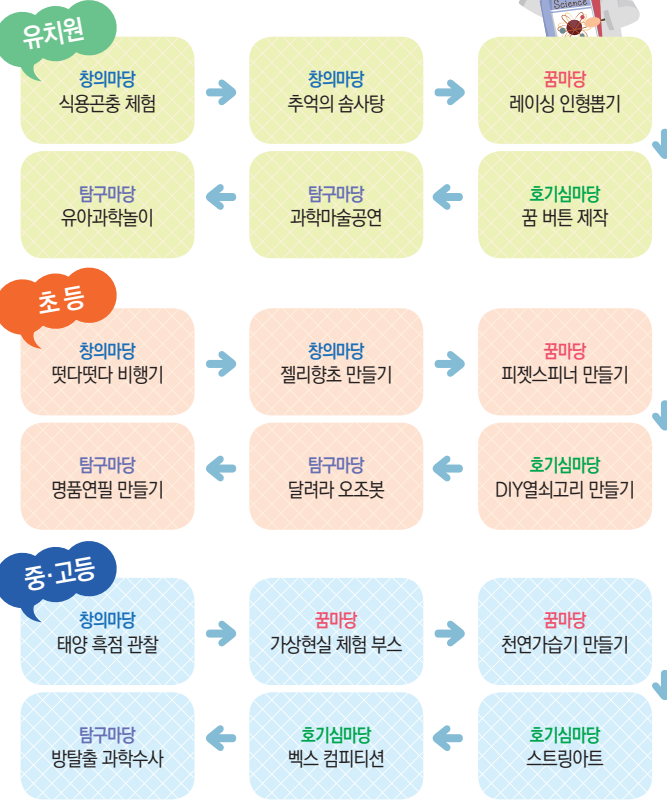 Science
유치원
창의마당
식용곤충 체험
창의마당
추억의 솜사탕
꿈마당
레이싱 인형뽑기
호기심마당
꿈 버튼 제작
탐구마당
과학마술공연
탐구마당
유아과학놀이
초등
창의마당
떳다떳다 비행기
창의마당
젤리향초 만들기
꿈마당
피젯스피너 만들기
호기심마당
DIY열쇠고리 만들기
탐구마당
달려라 오조봇
탐구마당
명품연필 만들기
중·고등
창의마당
태양 흑점 관찰
꿈마당
가상현실 체험 부스
꿈마당
천연가습기 만들기
호기심마당
스트링아트
호기심마당
벡스 컴피티션
탐구마당
방탈출 과학수사